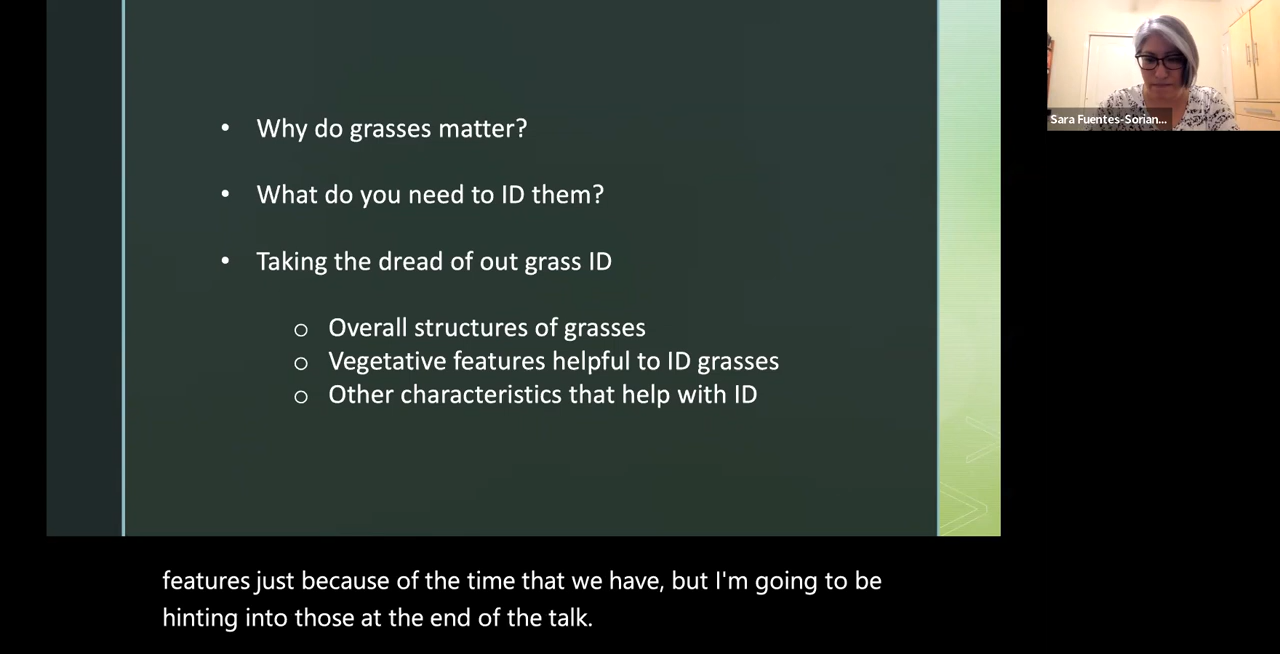 • Why do grasses matter?
• What do you need to ID them?
• Taking the dread of out grass ID
o Overall structures of grasses
o Vegetative features helpful to ID grasses
o Other characteristics that help with ID
Sara Fuentes-Sorian...
features just because of the time that we have, but I'm going to be
hinting into those at the end of the talk.